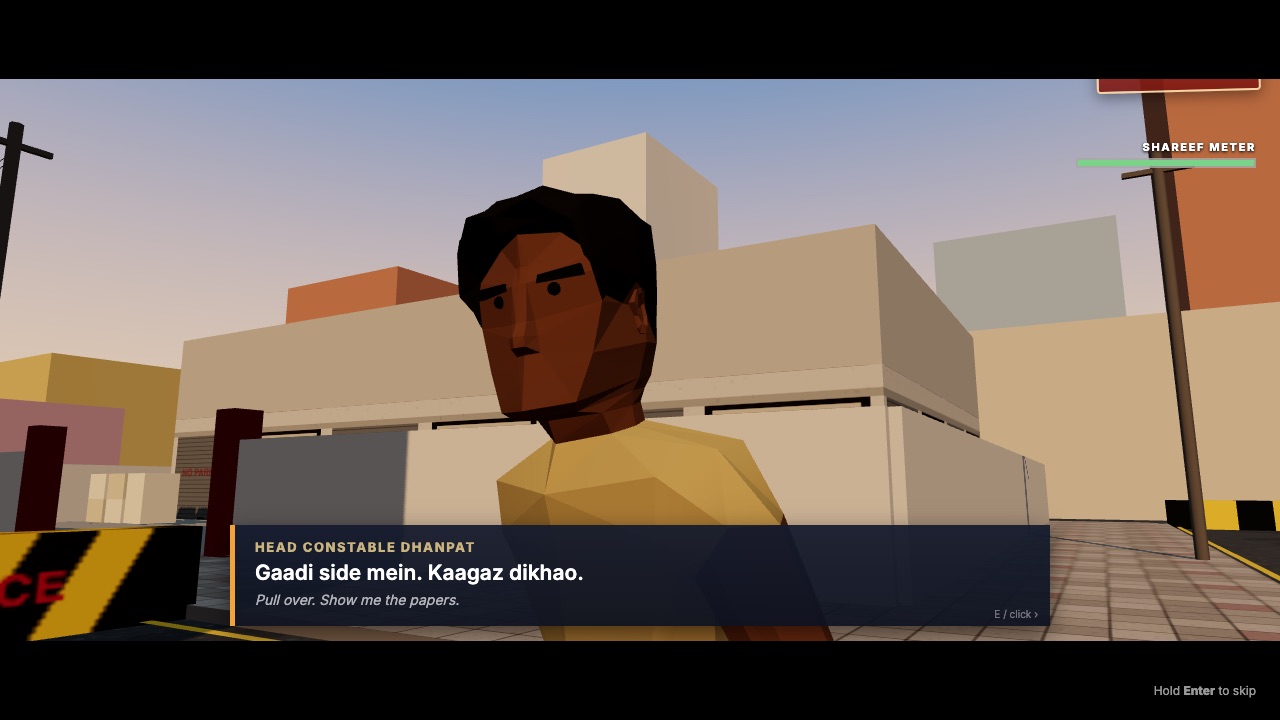 SHAREEF METER
CE
HEAD CONSTABLE DHANPAT
Gaadi side mein. Kaagaz dikhao.
Pull over. Show me the papers.
E / click ›
Hold Enter to skip